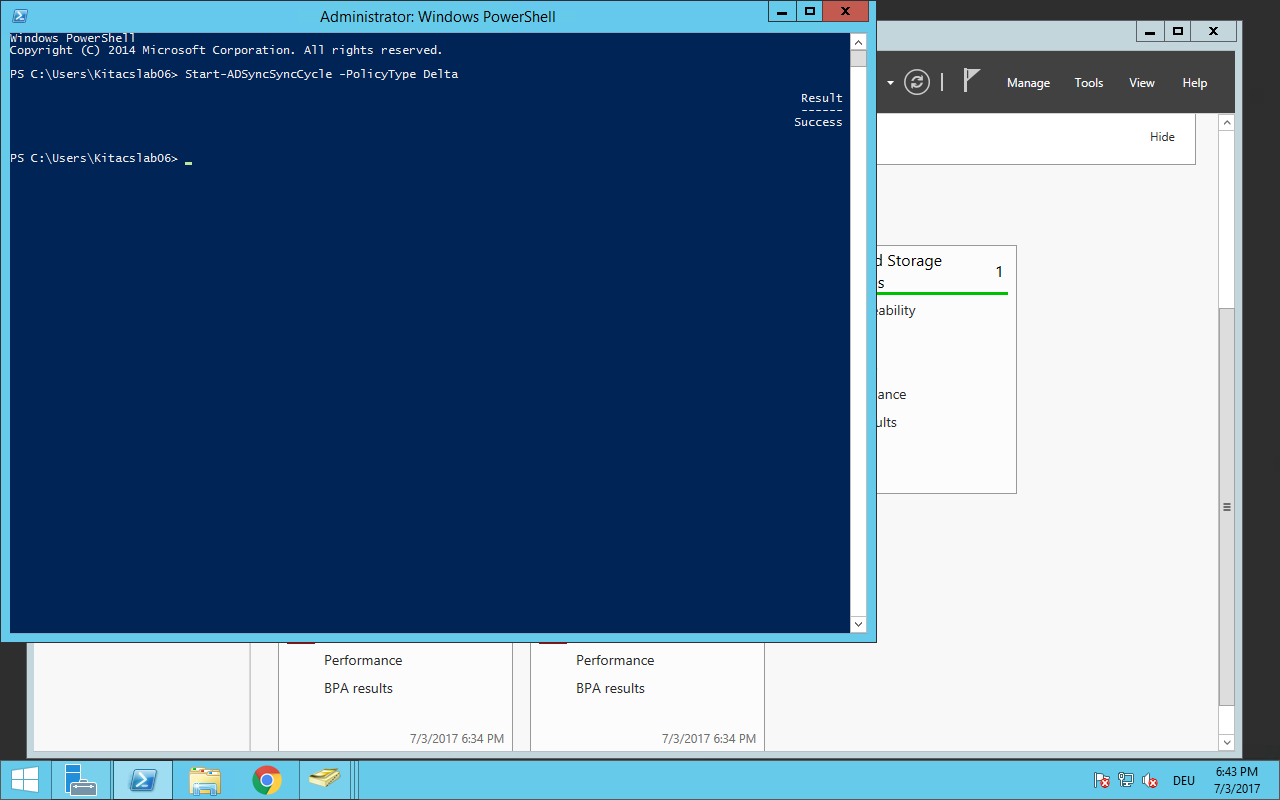 Administrator: Windows PowerShell
Windows PowerShell
Copyright (C) 2014 Microsoft Corporation. All rights reserved.
PS C:\Users\Kitacslab06> Start-ADSyncSyncCycle -PolicyType Delta
Result
------
Success
PS C:\Users\Kitacslab06>
Manage Tools View Help
Hide
d Storage
s
1
eability
ance
ults
Performance
BPA results
7/3/2017 6:34 PM
Performance
BPA results
7/3/2017 6:34 PM
DEU
6:43 PM
7/3/2017